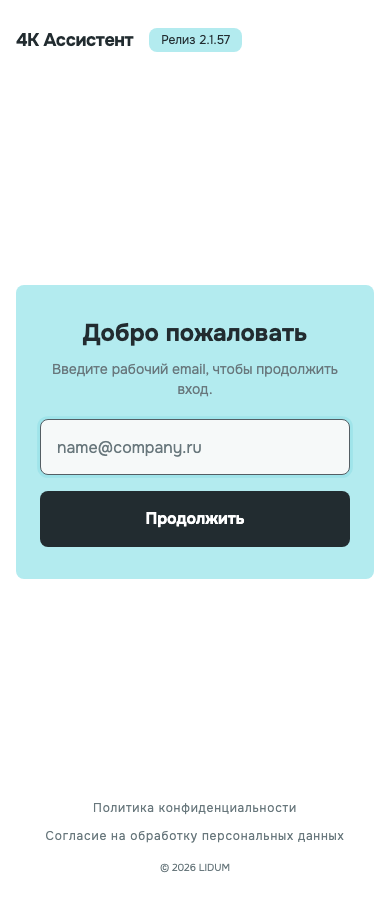 4К Ассистент
Релиз 2.1.57
Добро пожаловать
Введите рабочий email, чтобы продолжить
вход.
name@company.ru
Продолжить
Политика конфиденциальности
Согласие на обработку персональных данных
© 2026 LIDUM